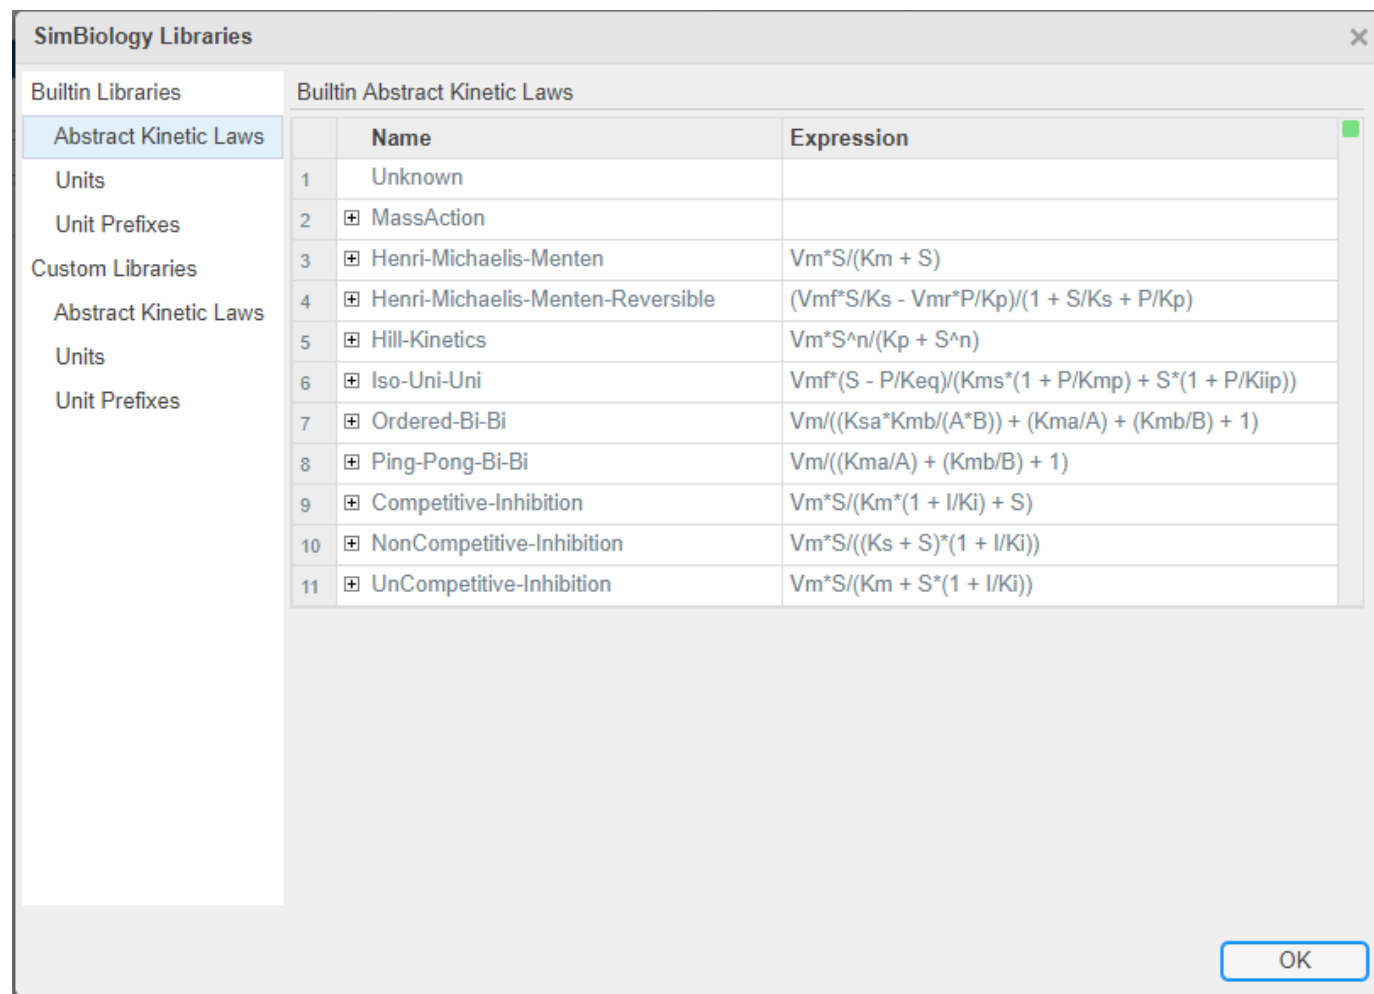 SimBiology Libraries
Builtin Libraries
Abstract Kinetic Laws
Units
Unit Prefixes
Custom Libraries
Abstract Kinetic Laws
Units
Unit Prefixes
Builtin Abstract Kinetic Laws
Name Expression
1 Unknown
2 MassAction
3 Henri-Michaelis-Menten Vm*S/(Km + S)
4 Henri-Michaelis-Menten-Reversible (Vmf*S/Ks - Vmr*P/Kp)/(1 + S/Ks + P/Kp)
5 Hill-Kinetics Vm*S^n/(Kp + S^n)
6 Iso-Uni-Uni Vmf*(S - P/Keq)/(Kms*(1 + P/Kmp) + S*(1 + P/Kiip))
7 Ordered-Bi-Bi Vm/((Ksa*Kmb/(A*B)) + (Kma/A) + (Kmb/B) + 1)
8 Ping-Pong-Bi-Bi Vm/((Kma/A) + (Kmb/B) + 1)
9 Competitive-Inhibition Vm*S/(Km*(1 + I/Ki) + S)
10 NonCompetitive-Inhibition Vm*S/((Ks + S)*(1 + I/Ki))
11 UnCompetitive-Inhibition Vm*S/(Km + S*(1 + I/Ki))
OK